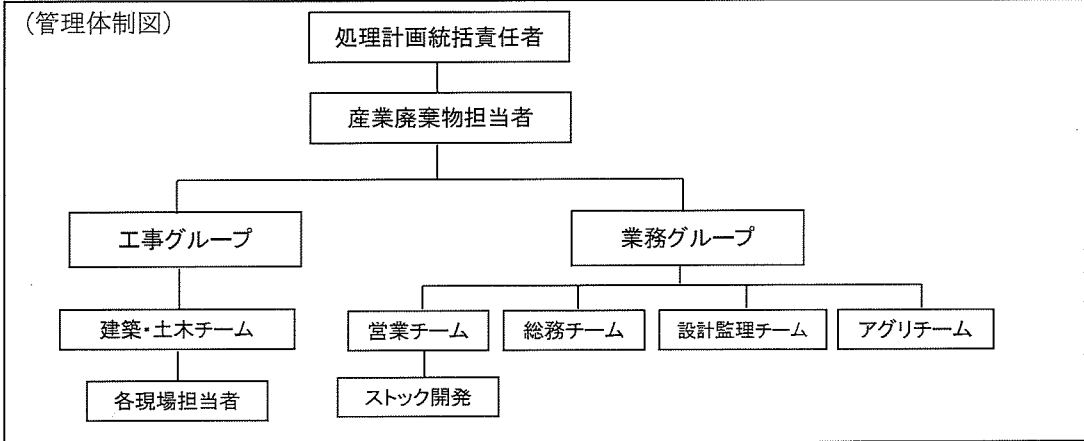 （管理体制図）
処理計画統括責任者
産業廃棄物担当者
工事グループ
業務グループ
建築・土木チーム
営業チーム
総務チーム
設計監理チーム
アグリチーム
各現場担当者
ストック開発